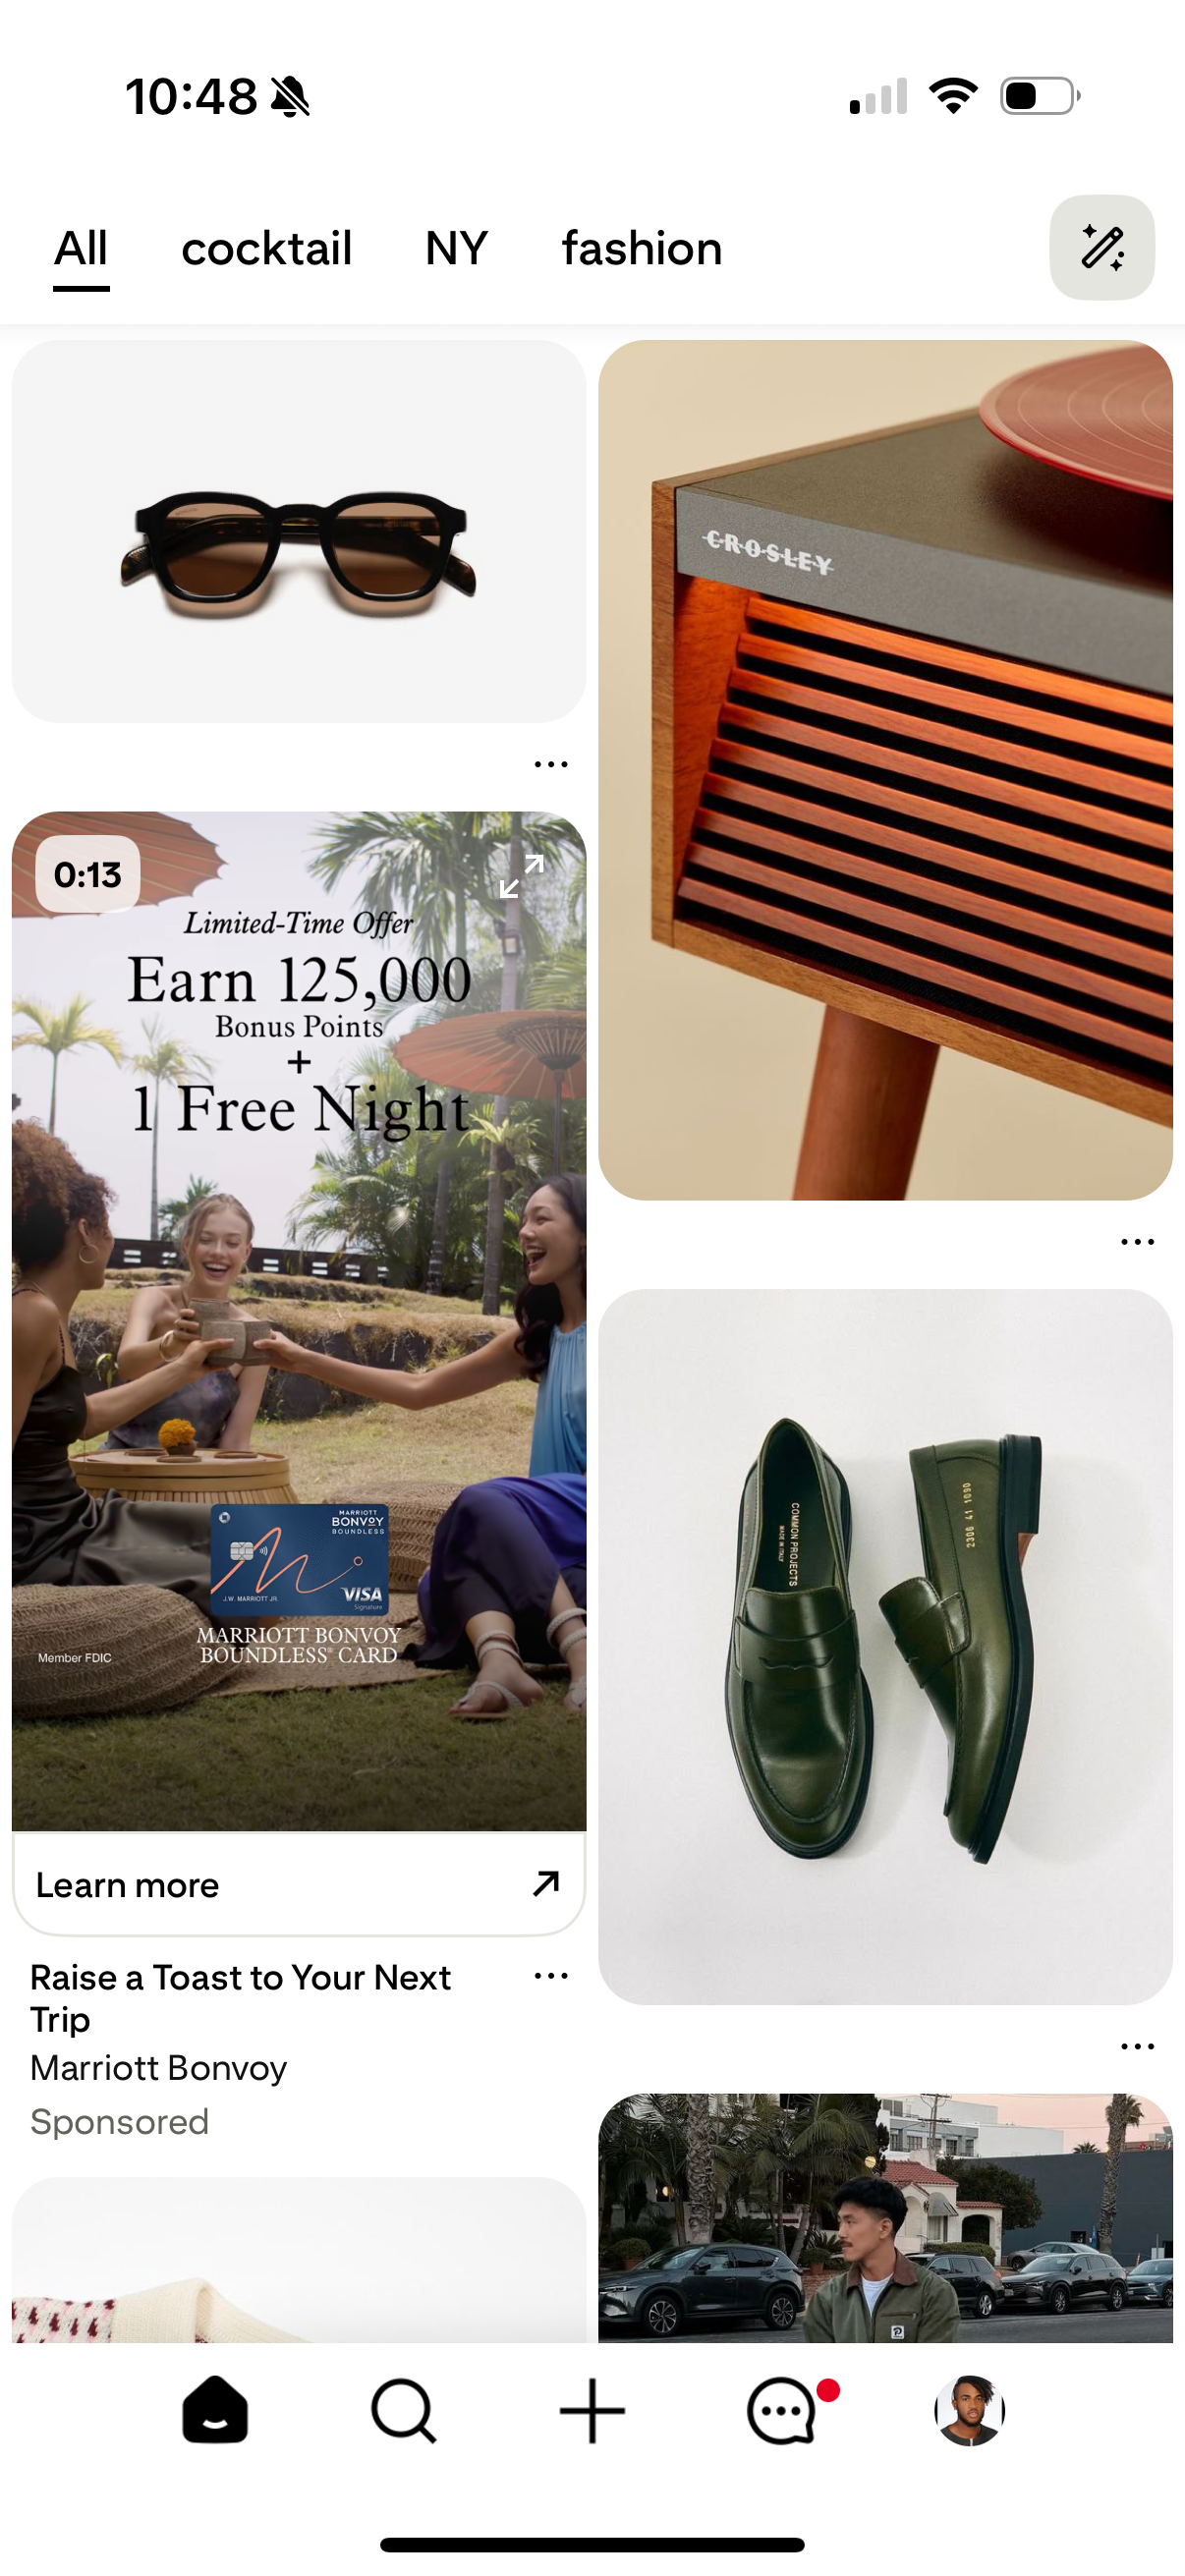 10:48
All cocktail NY fashion
CROSLEY
0:13
Limited-Time Offer
Earn 125,000
Bonus Points
+
1 Free Night
MARRIOTT
BONVOY
BOUNDLESS
J.W. MARRIOTT JR.
VISA
Signature
MARRIOTT BONVOY
BOUNDLESS® CARD
Member FDIC
Learn more
Raise a Toast to Your Next
Trip
Marriott Bonvoy
Sponsored
COMMON PROJECTS
MADE IN ITALY
2306 41 1090